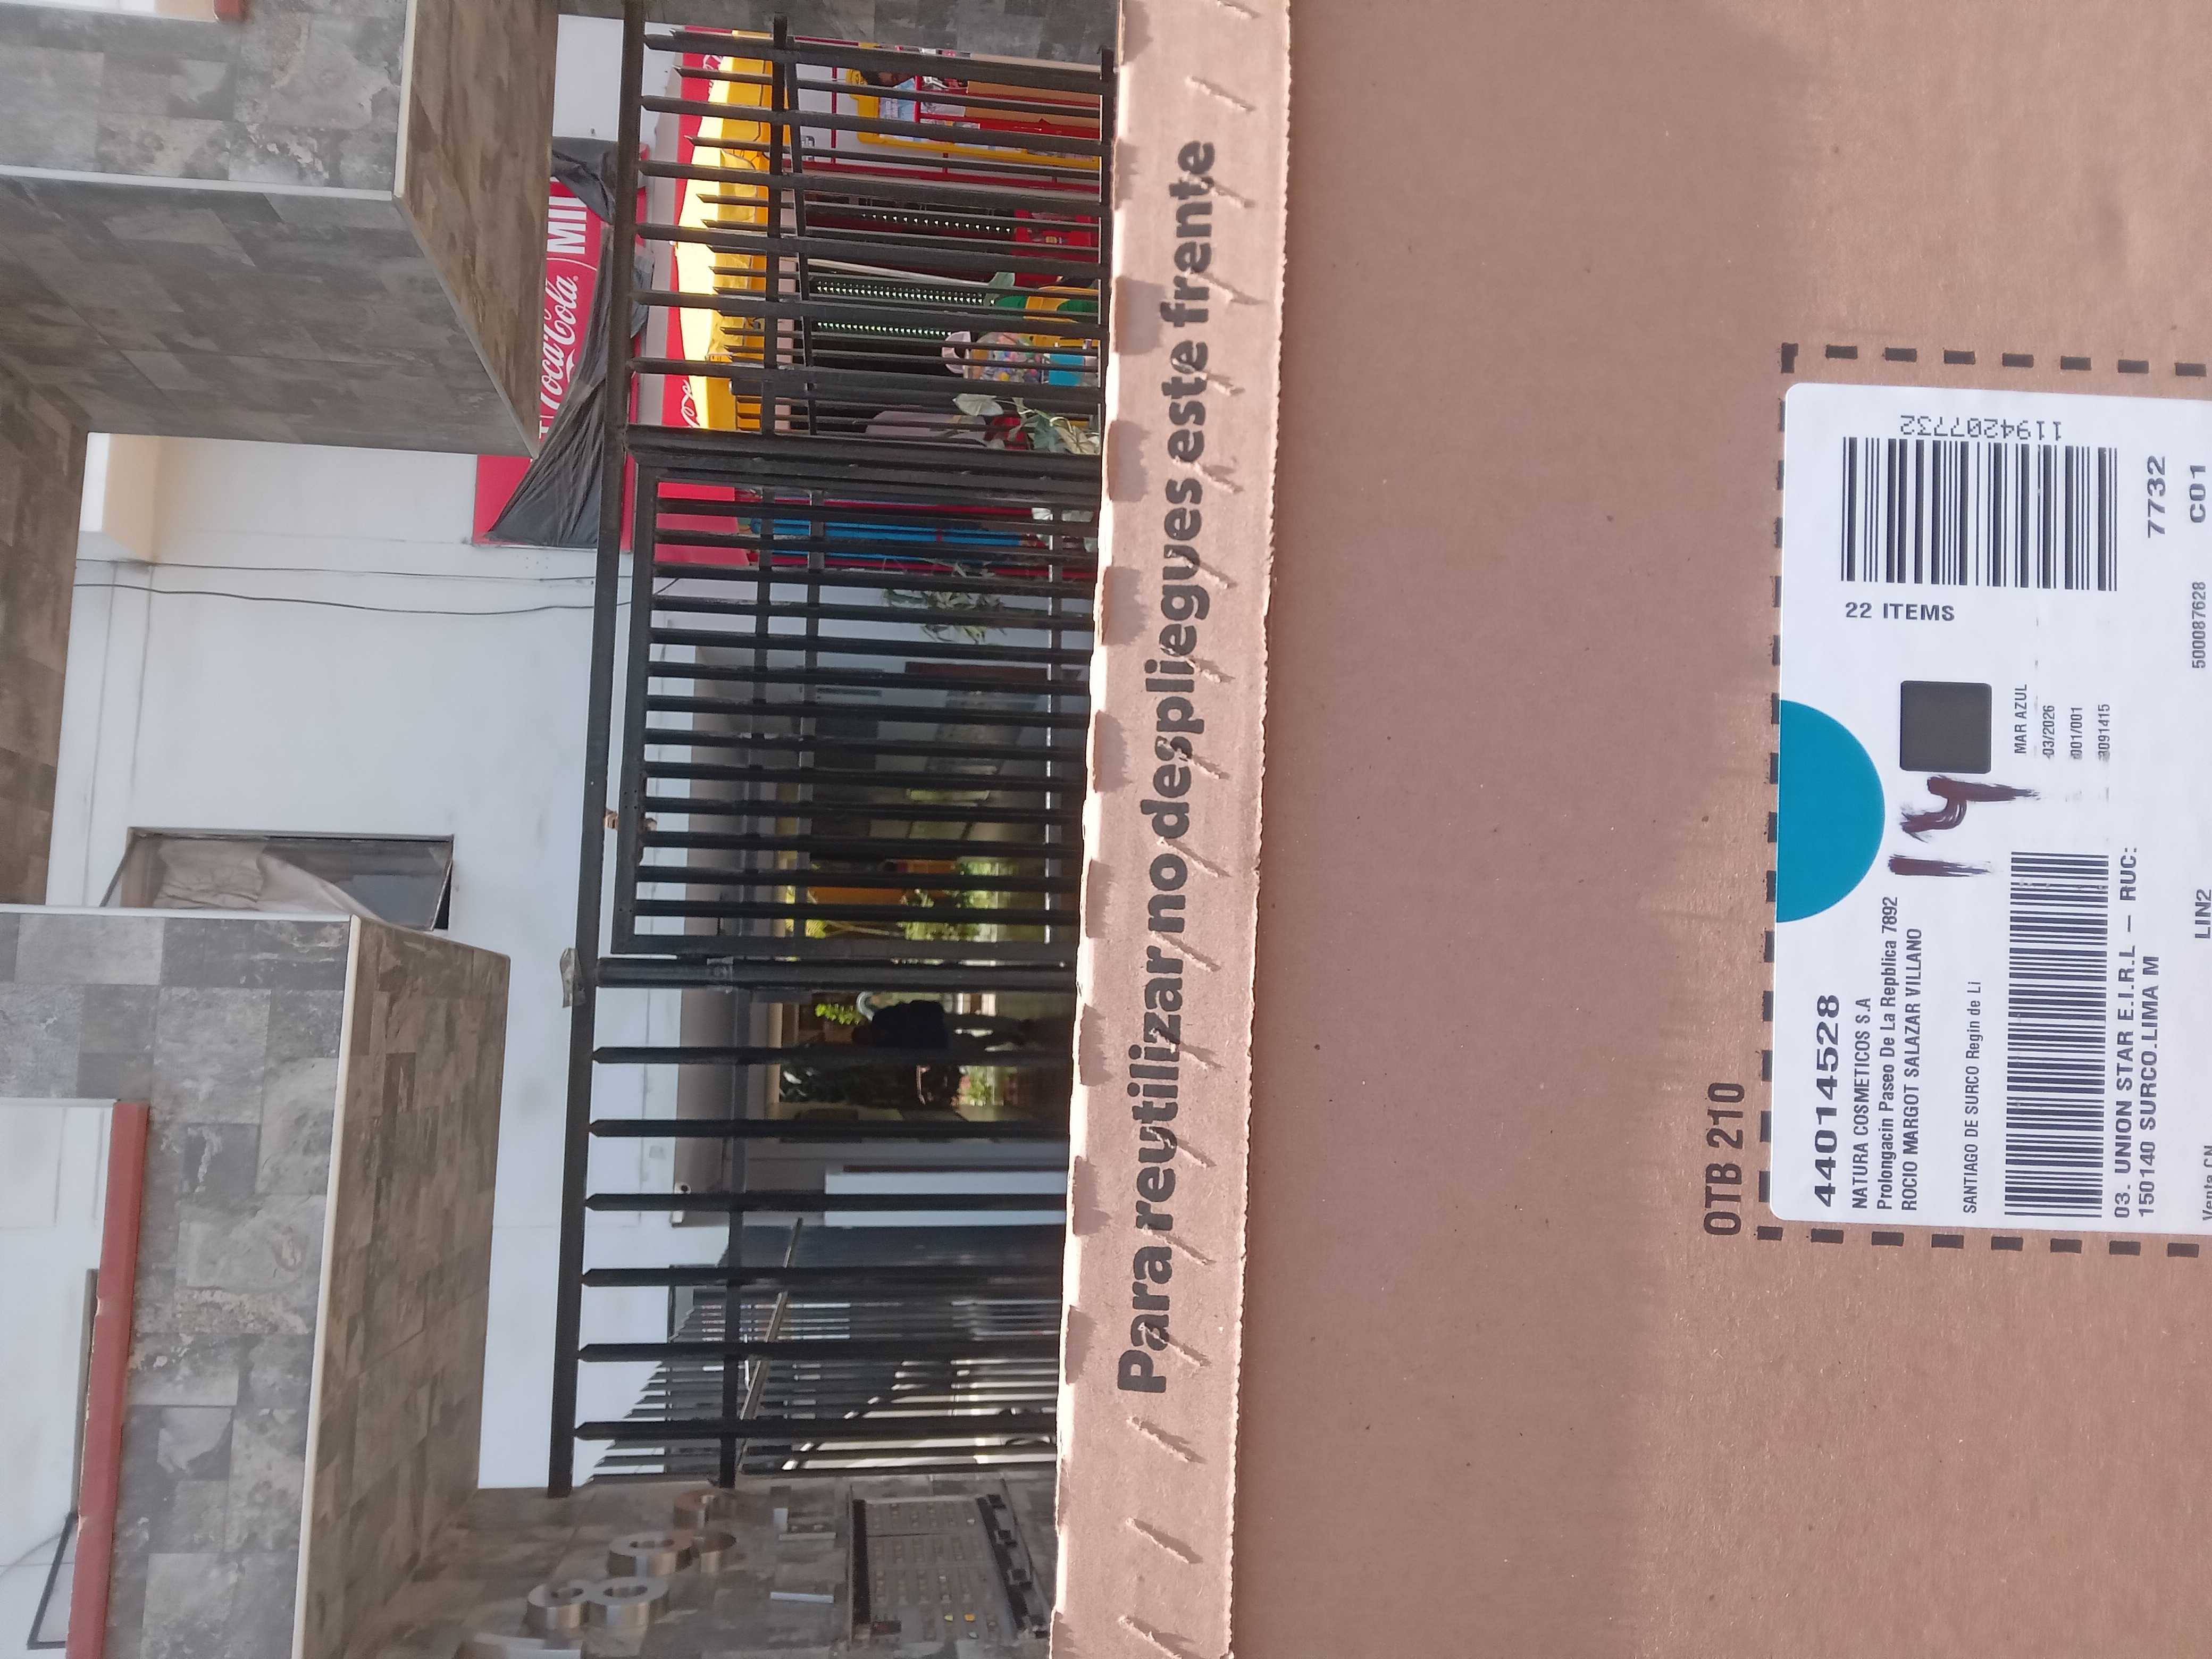 Coca-Cola
Para reutilizar no despliegues este frente
OTB 210
44014528
NATURA COSMETICOS S.A
Prolongacin Paseo De La Repblica 7892
ROCIO MARGOT SALAZAR VILLANO
SANTIAGO DE SURCO Regin de Li
03. UNION STAR E.I.R.L – RUC:
150140 SURCO.LIMA M
LIN2
14
MAR AZUL
03/2026
001/001
3091415
500087628
22 ITEMS
1194207732
7732
C01